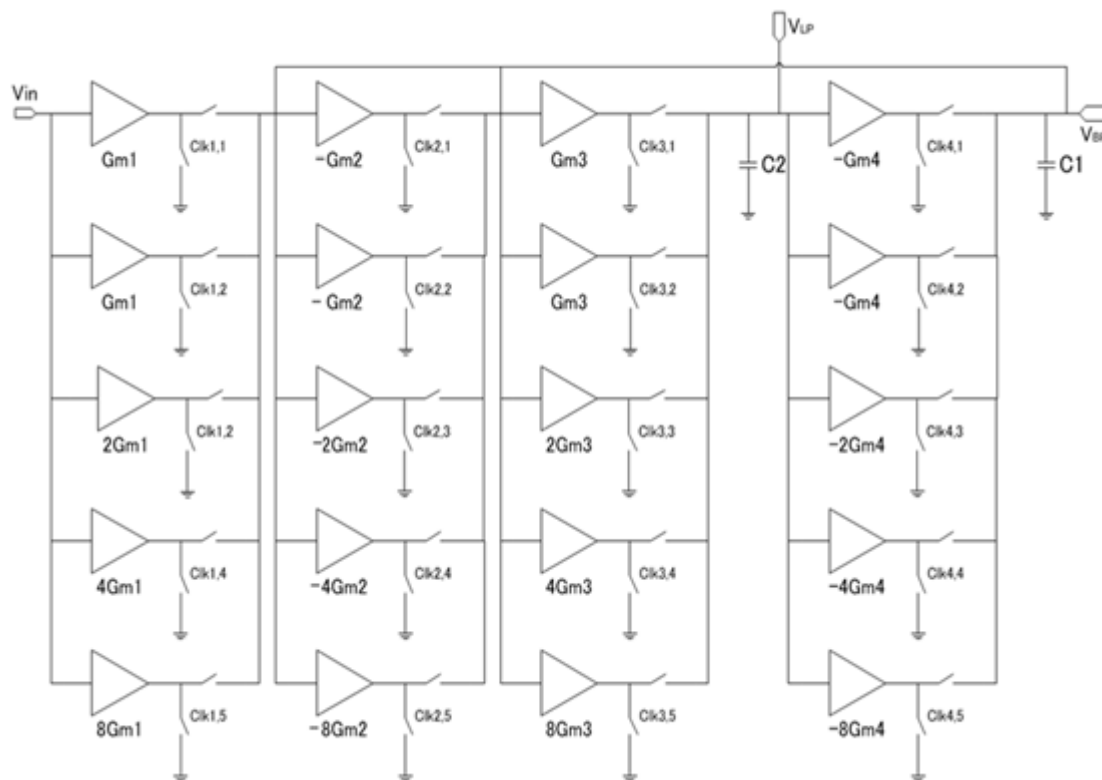 VLP
Vin
VBI
Gm1
Clk1,1
-Gm2
Clk2,1
Gm3
Clk3,1
C2
-Gm4
Clk4,1
C1
Gm1
Clk1,2
- Gm2
Clk2,2
Gm3
Clk3,2
-Gm4
Clk4,2
2Gm1
Clk1,2
-2Gm2
Clk2,3
2Gm3
Clk3,3
-2Gm4
Clk4,3
4Gm1
Clk1,4
-4Gm2
Clk2,4
4Gm3
Clk3,4
-4Gm4
Clk4,4
8Gm1
Clk1,5
-8Gm2
Clk2,5
8Gm3
Clk3,5
-8Gm4
Clk4,5